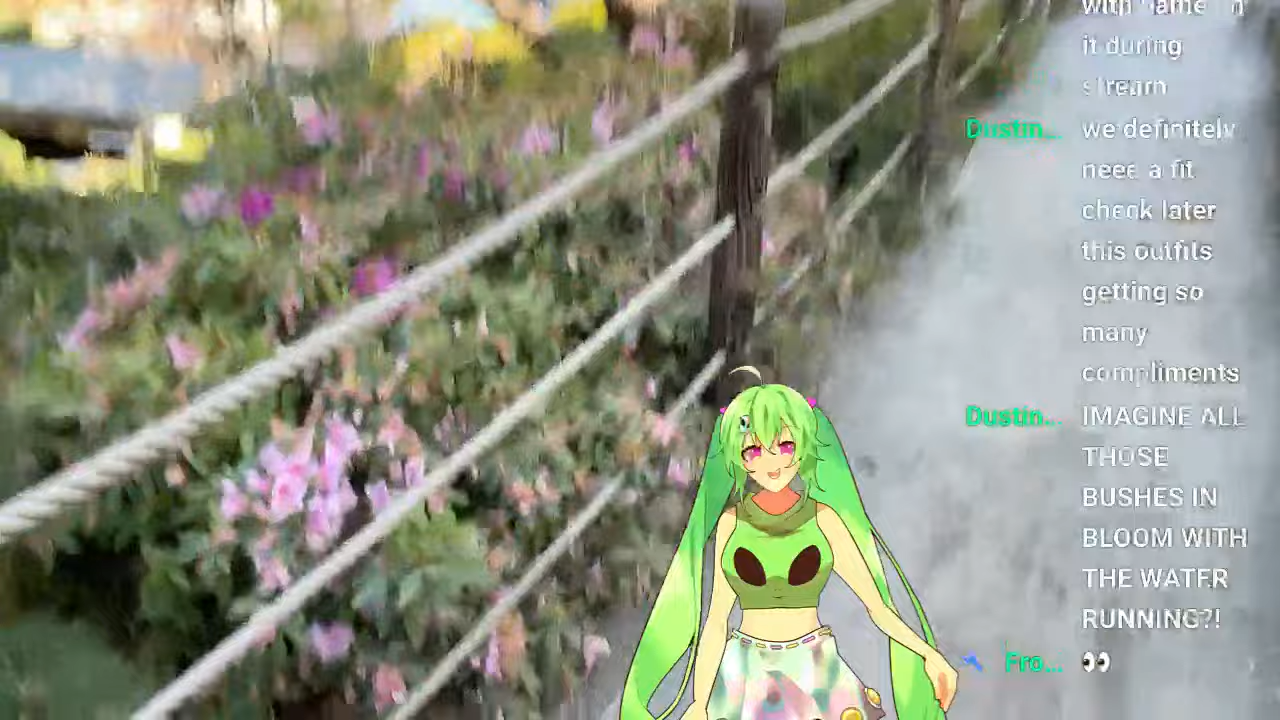 it during
stream
Dustin... we definitely
need a fit
check later
this outfits
getting so
many
compliments
Dustin... IMAGINE ALL
THOSE
BUSHES IN
BLOOM WITH
THE WATER
RUNNING?!
Fro... 👀